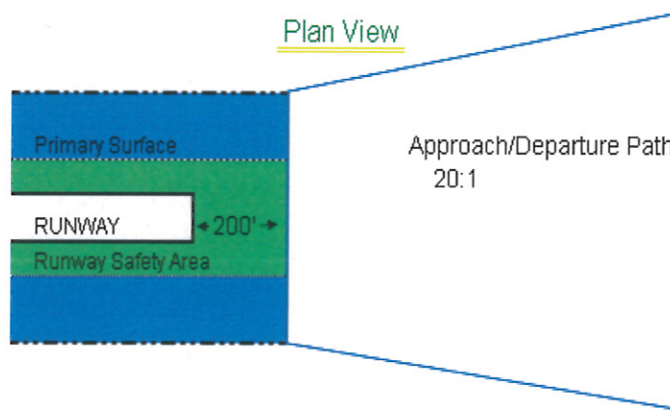 Plan View
Primary Surface
Approach/Departure Path
20:1
RUNWAY
200'
Runway Safety Area